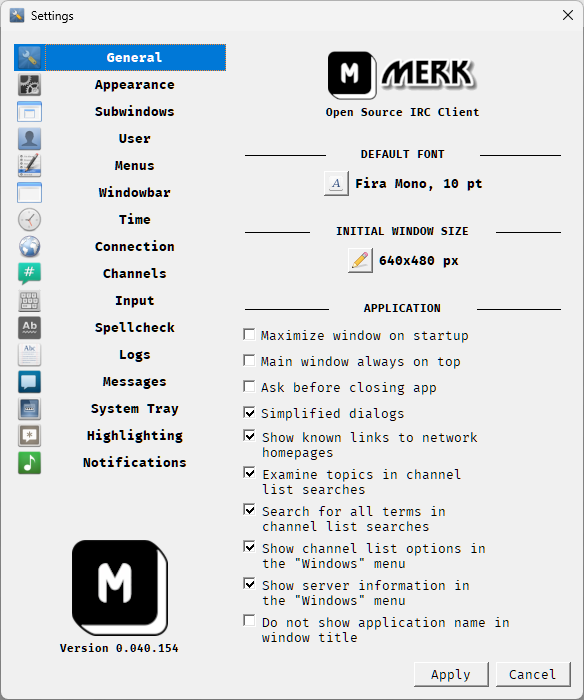 Settings
General
Appearance
Subwindows
User
Menus
Windowbar
Time
Connection
Channels
Input
Spellcheck
Logs
Messages
System Tray
Highlighting
Notifications
#
Ab
Abc
M
Version 0.040.154
M MERK
Open Source IRC Client
DEFAULT FONT
A Fira Mono, 10 pt
INITIAL WINDOW SIZE
640x480 px
APPLICATION
Maximize window on startup
Main window always on top
Ask before closing app
Simplified dialogs
Show known links to network
homepages
Examine topics in channel
list searches
Search for all terms in
channel list searches
Show channel list options in
the "Windows" menu
Show server information in
the "Windows" menu
Do not show application name in
window title
Apply
Cancel